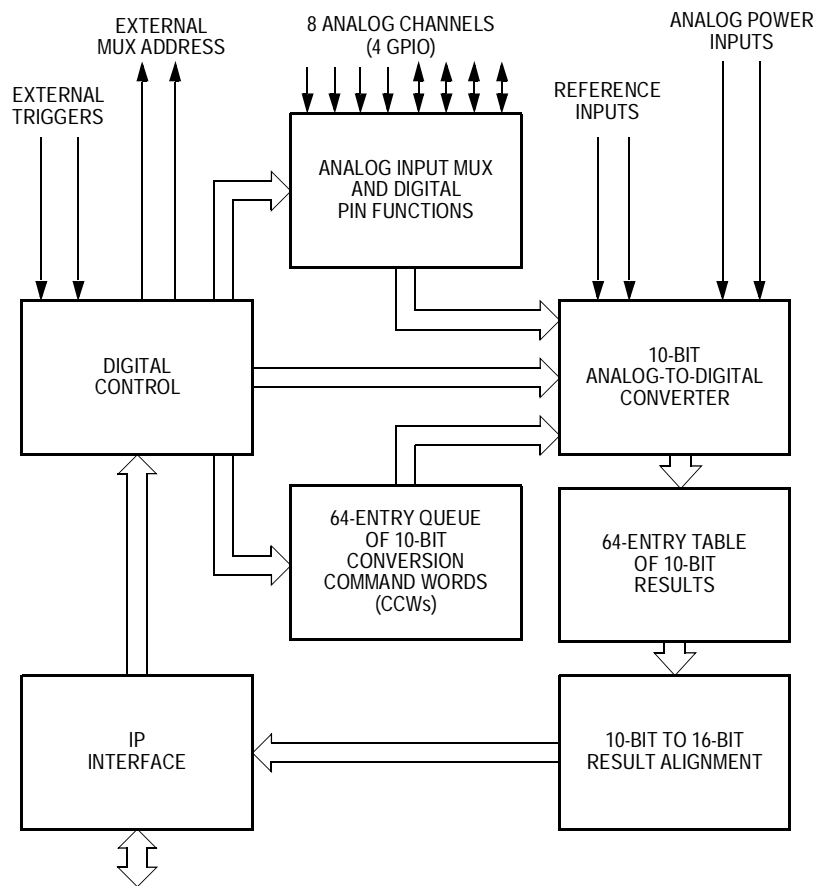 EXTERNAL
MUX ADDRESS
8 ANALOG CHANNELS
(4 GPIO)
ANALOG POWER
INPUTS
EXTERNAL
TRIGGERS
REFERENCE
INPUTS
ANALOG INPUT MUX
AND DIGITAL
PIN FUNCTIONS
DIGITAL
CONTROL
10-BIT
ANALOG-TO-DIGITAL
CONVERTER
64-ENTRY QUEUE
OF 10-BIT
CONVERSION
COMMAND WORDS
(CCWs)
64-ENTRY TABLE
OF 10-BIT
RESULTS
IP
INTERFACE
10-BIT TO 16-BIT
RESULT ALIGNMENT